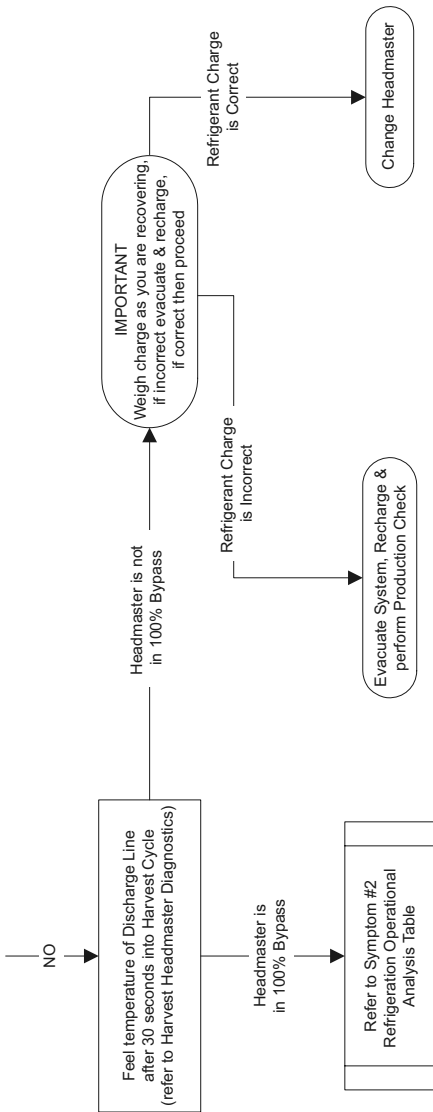 NO
Feel temperature of Discharge Line
after 30 seconds into Harvest Cycle
(refer to Harvest Headmaster Diagnostics)
Headmaster is not
in 100% Bypass
IMPORTANT
Weigh charge as you are recovering,
if incorrect evacuate & recharge,
if correct then proceed
Refrigerant Charge
is Correct
Change Headmaster
Refrigerant Charge
is Incorrect
Evacuate System, Recharge &
perform Production Check
Headmaster is
in 100% Bypass
Refer to Symptom #2
Refrigeration Operational
Analysis Table